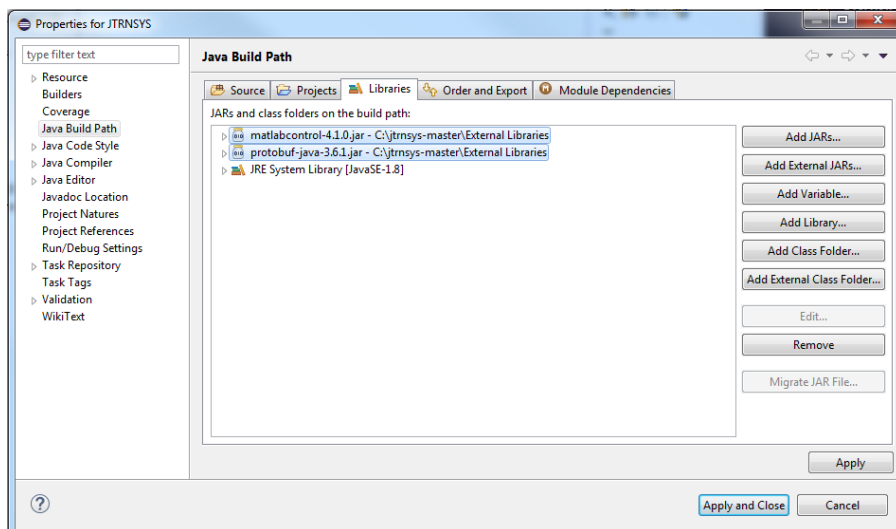 Properties for JTRNSYS
type filter text
Resource
Builders
Coverage
Java Build Path
Java Code Style
Java Compiler
Java Editor
Javadoc Location
Project Natures
Project References
Run/Debug Settings
Task Repository
Task Tags
Validation
WikiText
Java Build Path
Source
Projects
Libraries
Order and Export
Module Dependencies
JARs and class folders on the build path:
matlabcontrol-4.1.0.jar - C:\jtrnsys-master\External Libraries
protobuf-java-3.6.1.jar - C:\jtrnsys-master\External Libraries
JRE System Library [JavaSE-1.8]
Add JARs...
Add External JARs...
Add Variable...
Add Library...
Add Class Folder...
Add External Class Folder...
Edit...
Remove
Migrate JAR File...
Apply
Apply and Close
Cancel